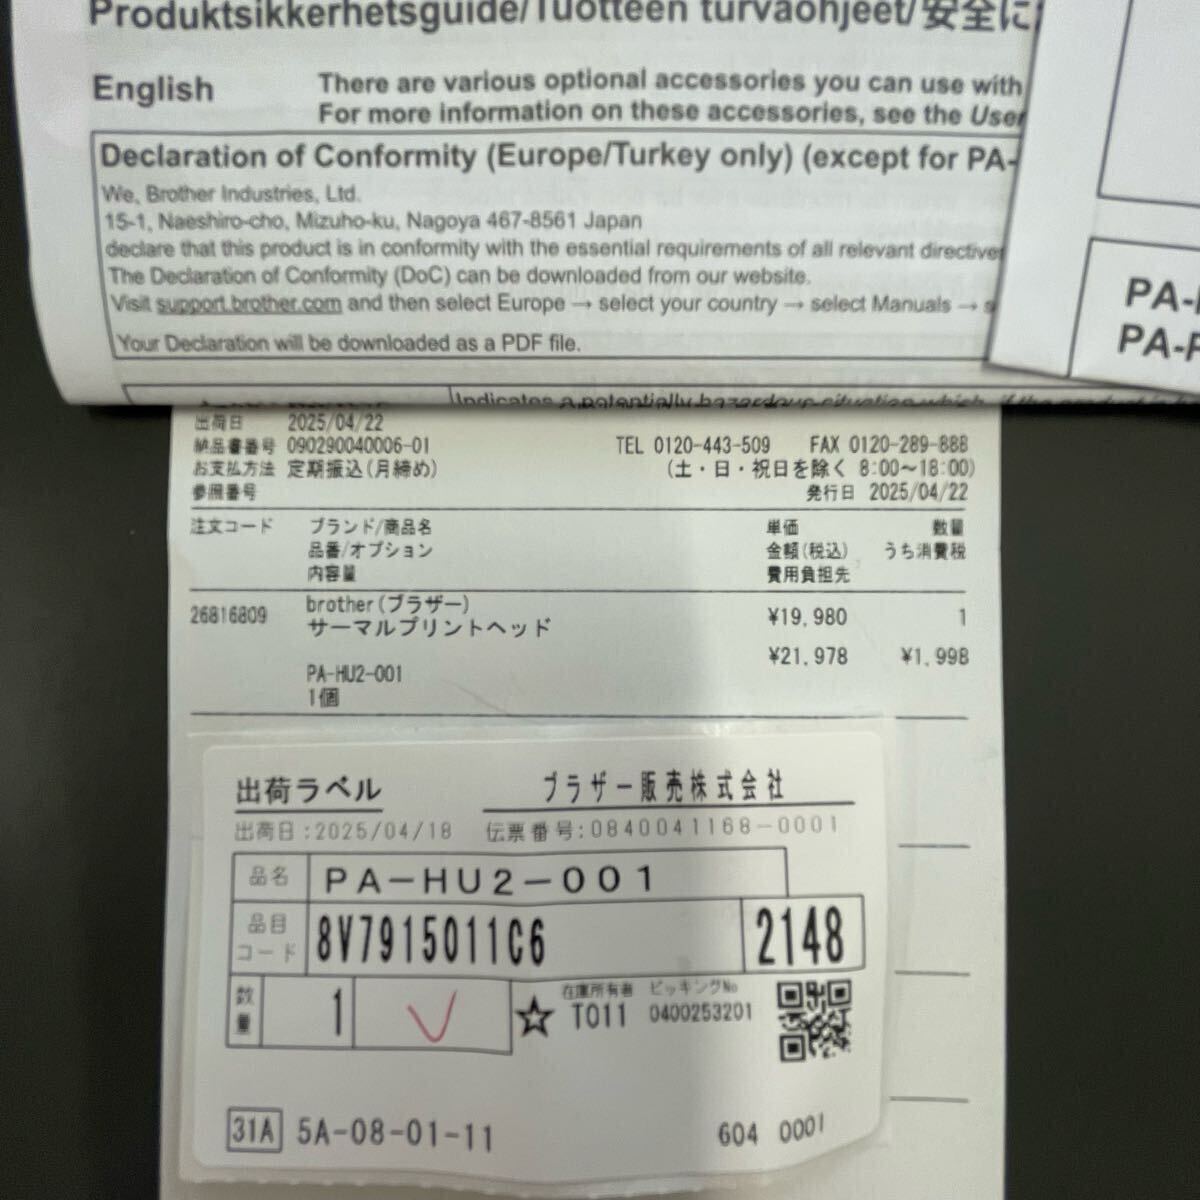 Produktsikkerhetsguide/Tuotteen turvaohjeet/安全に
English
There are various optional accessories you can use with
For more information on these accessories, see the User
Declaration of Conformity (Europe/Turkey only) (except for PA-
We, Brother Industries, Ltd.
15-1, Naeshiro-cho, Mizuho-ku, Nagoya 467-8561 Japan
declare that this product is in conformity with the essential requirements of all relevant directives
The Declaration of Conformity (DoC) can be downloaded from our website.
Visit support.brother.com and then select Europe → select your country → select Manuals → s
Your Declaration will be downloaded as a PDF file.
Indicates a potentially hazardous situation which, if the product is
PA-
PA-
出荷日 2025/04/22
納品書番号 090290040006-01 TEL 0120-443-509 FAX 0120-289-888
お支払方法 定期振込(月締め) (土・日・祝日を除く 8:00~18:00)
参照番号 発行日 2025/04/22
注文コード ブランド/商品名 単価 数量
品番/オプション 金額(税込) うち消費税
内容量 費用負担先
26816809 brother(ブラザー) ¥19,980 1
サーマルプリントヘッド
¥21,978 ¥1,998
PA-HU2-001
1個
出荷ラベル ブラザー販売株式会社
出荷日:2025/04/18 伝票番号:0840041168-0001
品名 PA-HU2-001
品目コード 8V7915011C6 2148
数量 1 ☆ 在庫所有者 ピッキングNo
T011 0400253201
31A 5A-08-01-11 604 0001